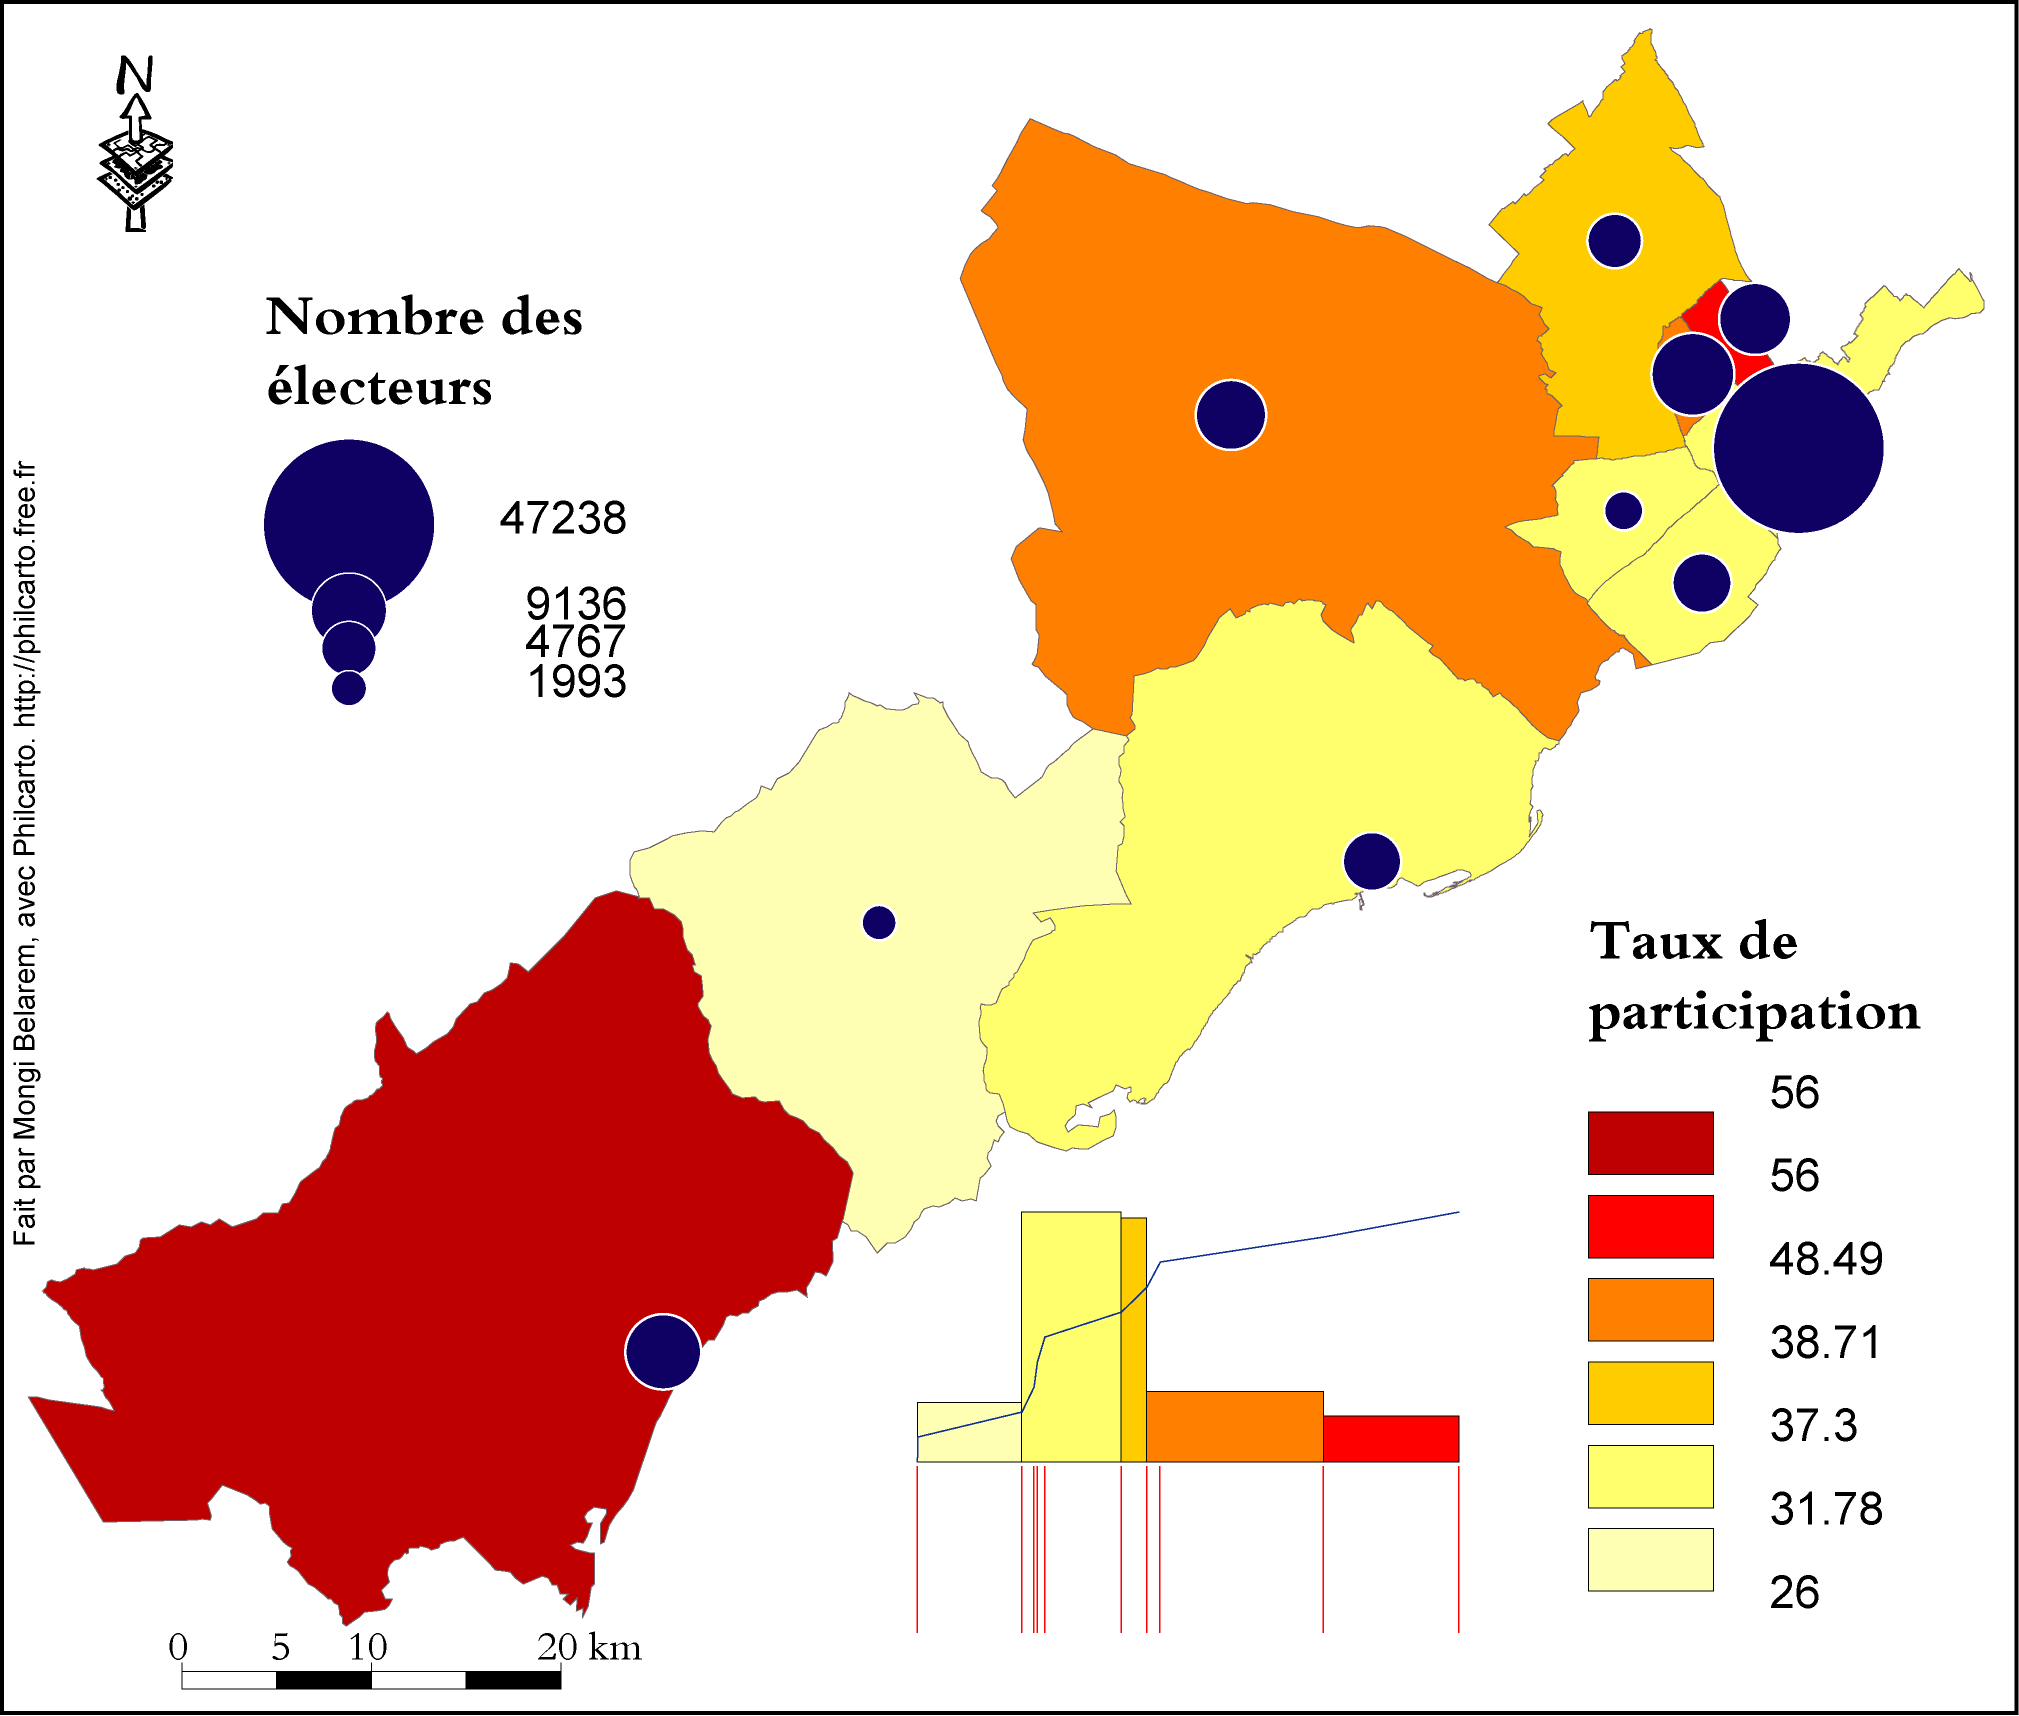 N
Nombre des
électeurs
47238
9136
4767
1993
Fait par Mongi Belarem, avec Philcarto. http://philcarto.free.fr
Taux de
participation
56
56
48.49
38.71
37.3
31.78
26
0 5 10 20 km